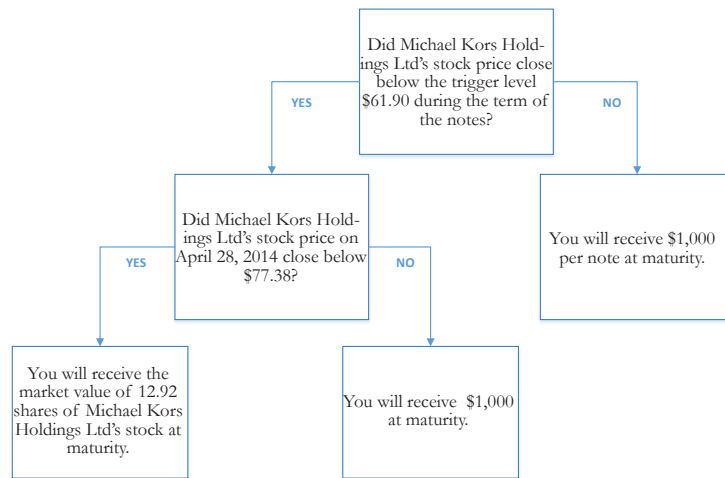 Did Michael Kors Hold-
ings Ltd's stock price close
below the trigger level
$61.90 during the term of
the notes?
YES
NO
Did Michael Kors Hold-
ings Ltd's stock price on
April 28, 2014 close below
$77.38?
You will receive $1,000
per note at maturity.
YES
NO
You will receive the
market value of 12.92
shares of Michael Kors
Holdings Ltd's stock at
maturity.
You will receive $1,000
at maturity.